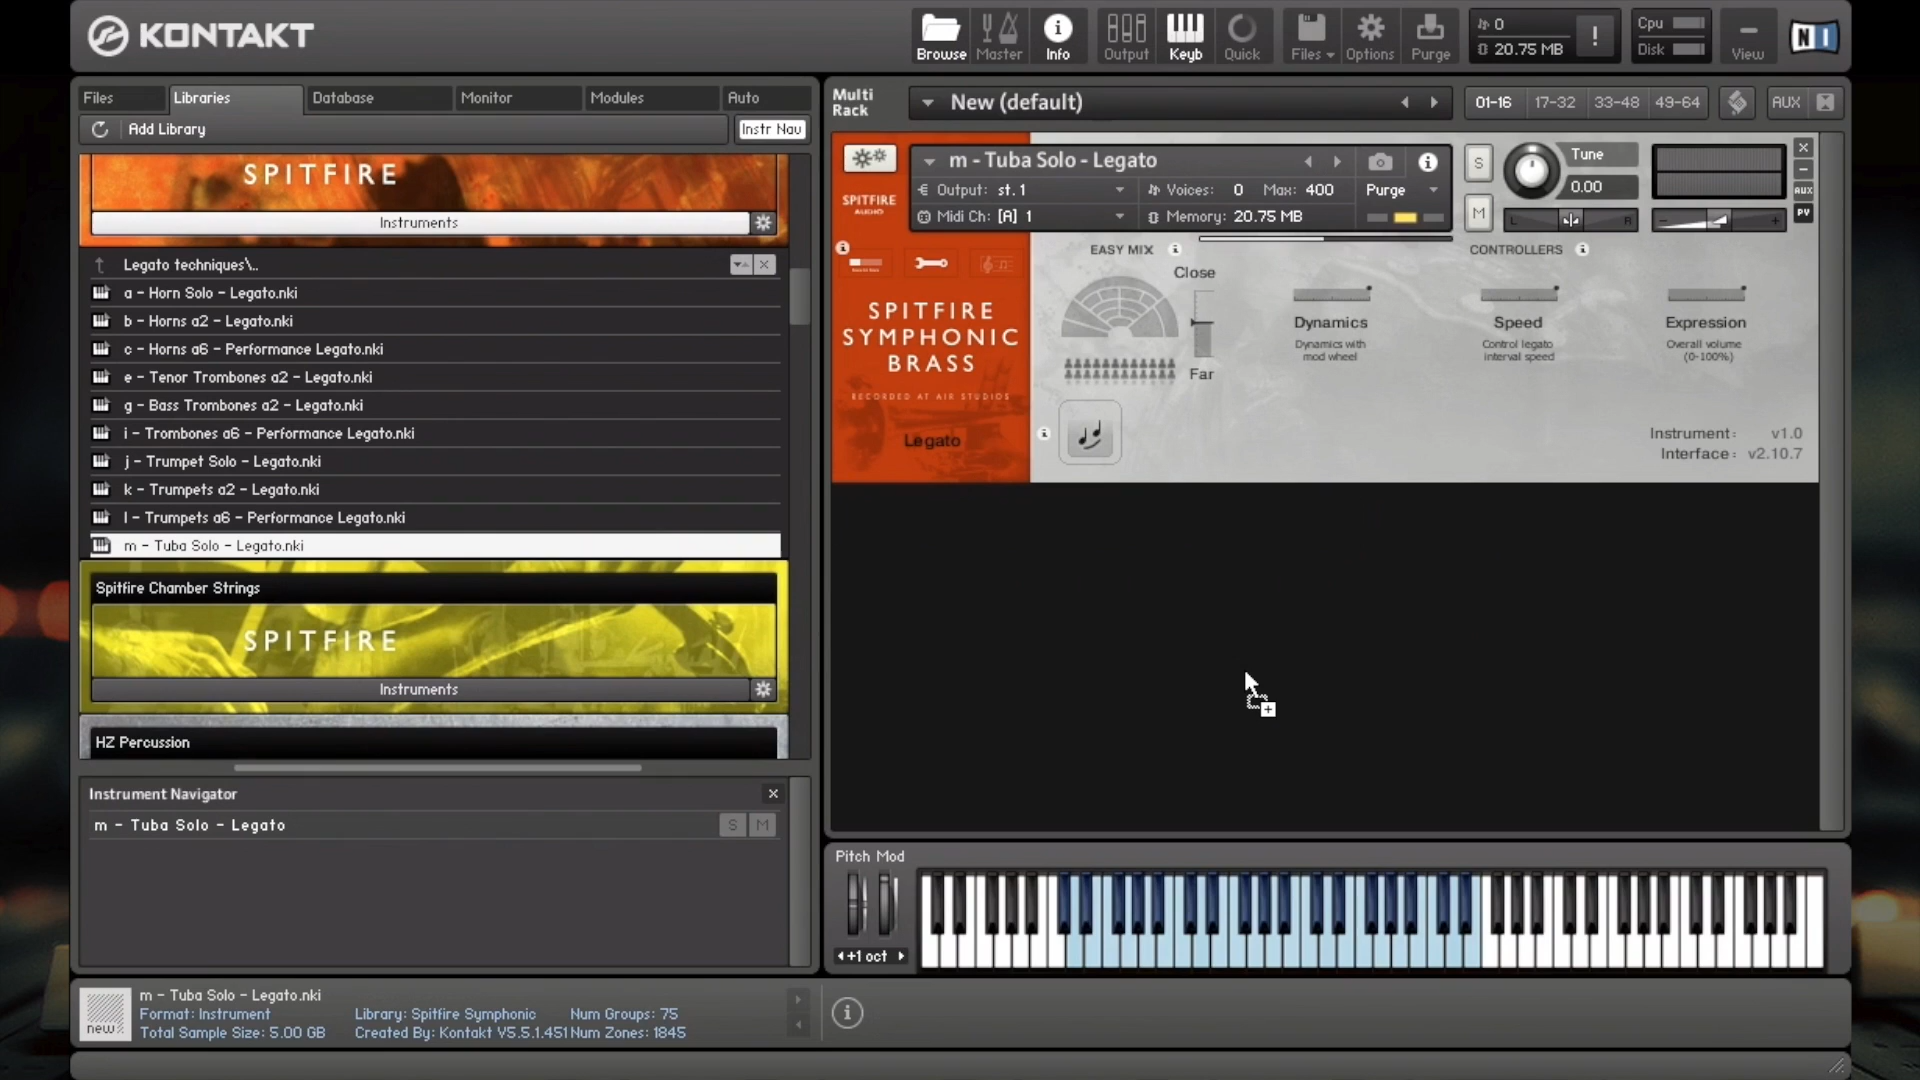 KONTAKT
Browse
Master
Info
Output
Keyb
Quick
Files
Options
Purge
0
20.75 MB
!
Cpu
Disk
View
NI
Files
Libraries
Database
Monitor
Modules
Auto
Add Library
Instr Nav
SPITFIRE
Instruments
Legato techniques\..
a - Horn Solo - Legato.nki
b - Horns a2 - Legato.nki
c - Horns a6 - Performance Legato.nki
e - Tenor Trombones a2 - Legato.nki
g - Bass Trombones a2 - Legato.nki
i - Trombones a6 - Performance Legato.nki
j - Trumpet Solo - Legato.nki
k - Trumpets a2 - Legato.nki
l - Trumpets a6 - Performance Legato.nki
m - Tuba Solo - Legato.nki
Spitfire Chamber Strings
SPITFIRE
Instruments
HZ Percussion
Instrument Navigator
m - Tuba Solo - Legato
S M
Multi
Rack
New (default)
01-16
17-32
33-48
49-64
AUX
SPITFIRE
AUDIO
m - Tuba Solo - Legato
Output: st.1
Voices: 0 Max: 400
Purge
Midi Ch: [A] 1
Memory: 20.75 MB
S
M
Tune
0.00
L R
AUX
PV
SPITFIRE
SYMPHONIC
BRASS
RECORDED AT AIR STUDIOS
Legato
EASY MIX
Close
Far
CONTROLLERS
Dynamics
Dynamics with
mod wheel
Speed
Control legato
interval speed
Expression
Overall volume
(0-100%)
Instrument: v1.0
Interface: v2.10.7
Pitch Mod
+1 oct
new
m - Tuba Solo - Legato.nki
Format: Instrument
Library: Spitfire Symphonic
Num Groups: 75
Total Sample Size: 5.00 GB
Created By: Kontakt V5.5.1.451
Num Zones: 1845